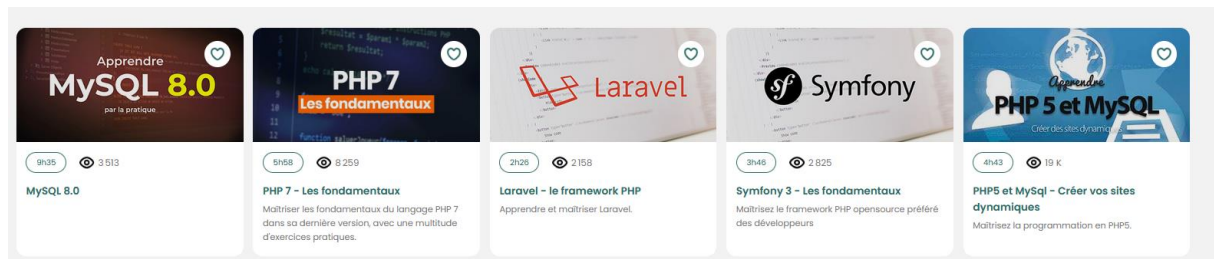 Apprendre
MySQL 8.0
par la pratique
9h35
3 513
MySQL 8.0
PHP 7
Les fondamentaux
5h58
8 259
PHP 7 - Les fondamentaux
Maîtriser les fondamentaux du langage PHP 7
dans sa dernière version, avec une multitude
d'exercices pratiques.
Laravel
2h26
2 158
Laravel - le framework PHP
Apprendre et maîtriser Laravel.
sf Symfony
3h46
2 825
Symfony 3 - Les fondamentaux
Maîtrisez le framework PHP opensource préféré
des développeurs
Apprendre
PHP 5 et MySQL
Créer des sites dynamiques
4h43
19 K
PHP5 et MySql - Créer vos sites
dynamiques
Maîtisez la programmation en PHP5.